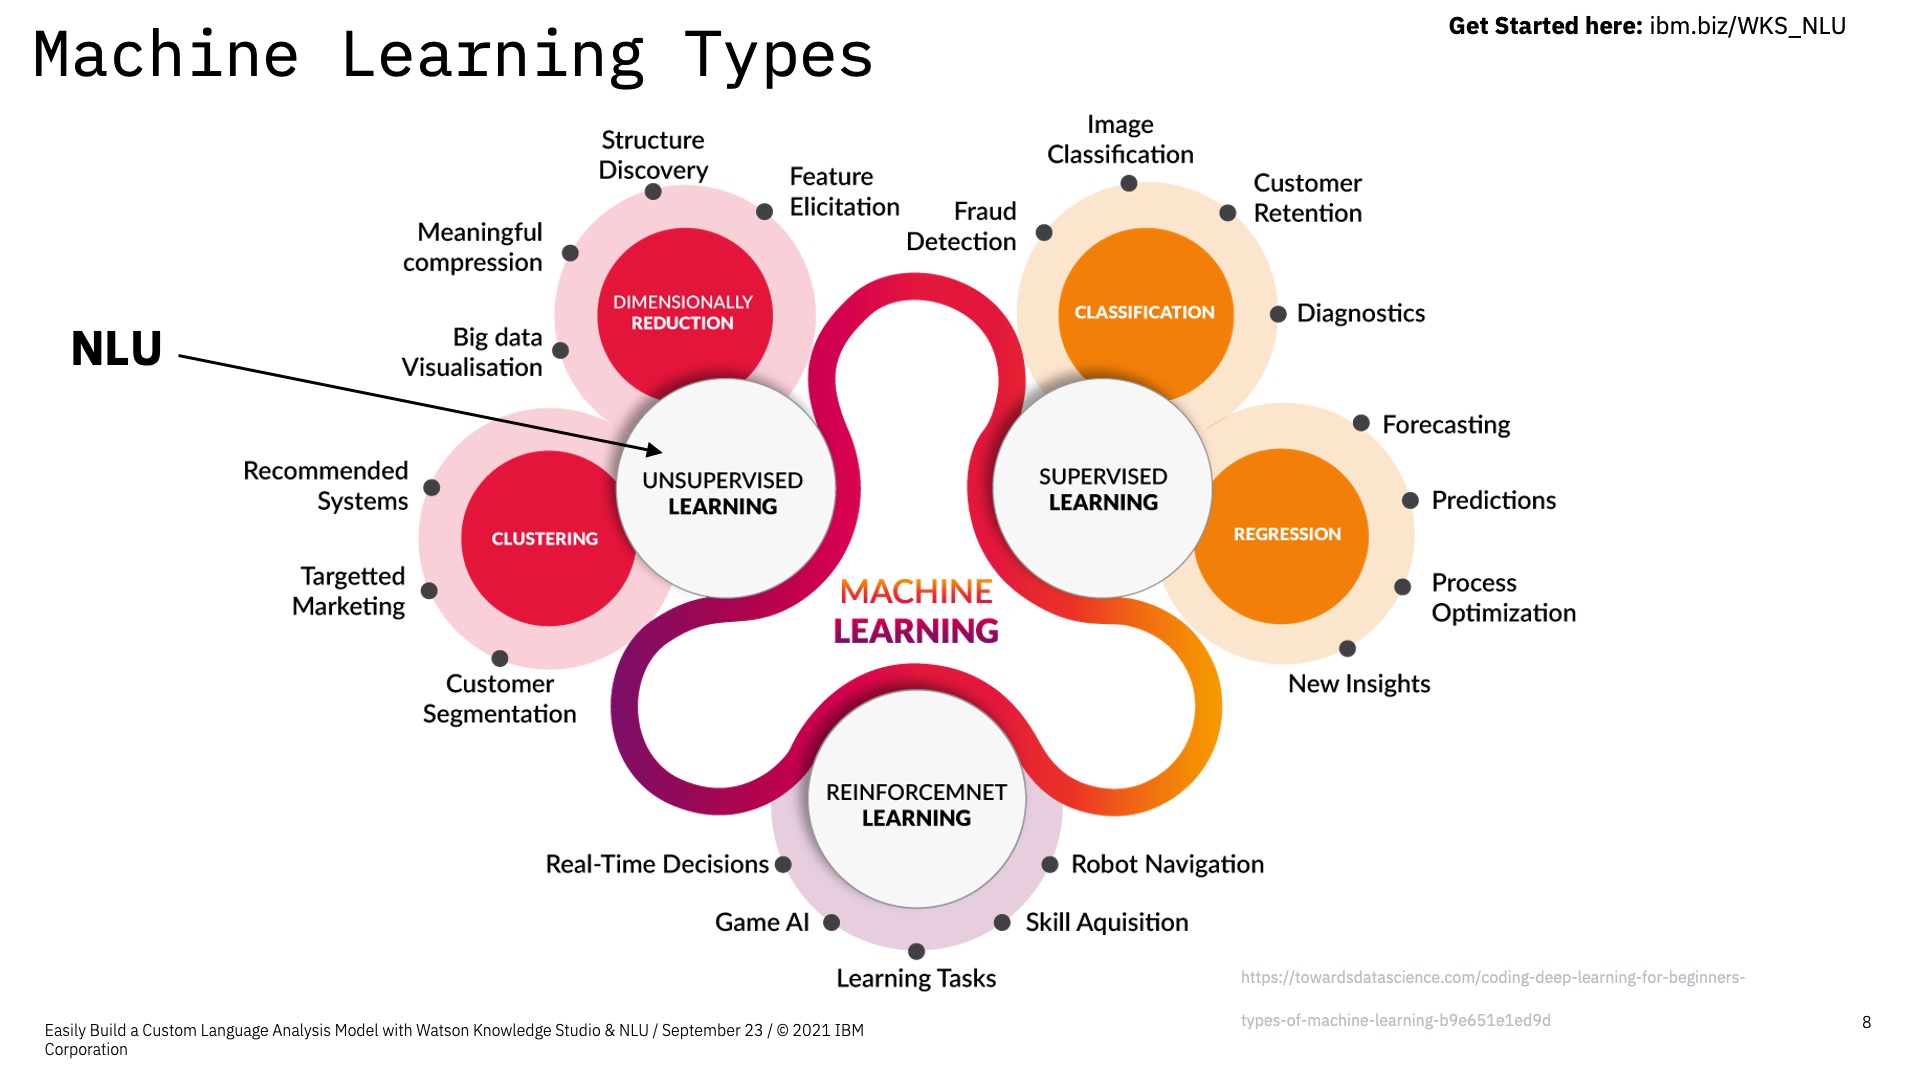 Machine Learning Types
Get Started here: ibm.biz/WKS_NLU
Structure
Discovery
Feature
Elicitation
Meaningful
compression
Big data
Visualisation
DIMENSIONALLY
REDUCTION
NLU
Recommended
Systems
Targetted
Marketing
Customer
Segmentation
CLUSTERING
UNSUPERVISED
LEARNING
Image
Classification
Fraud
Detection
Customer
Retention
Diagnostics
CLASSIFICATION
SUPERVISED
LEARNING
Forecasting
Predictions
Process
Optimization
New Insights
REGRESSION
MACHINE
LEARNING
REINFORCEMNET
LEARNING
Real-Time Decisions
Game AI
Learning Tasks
Skill Aquisition
Robot Navigation
https://towardsdatascience.com/coding-deep-learning-for-beginners-
types-of-machine-learning-b9e651e1ed9d
Easily Build a Custom Language Analysis Model with Watson Knowledge Studio & NLU / September 23 / © 2021 IBM
Corporation
8